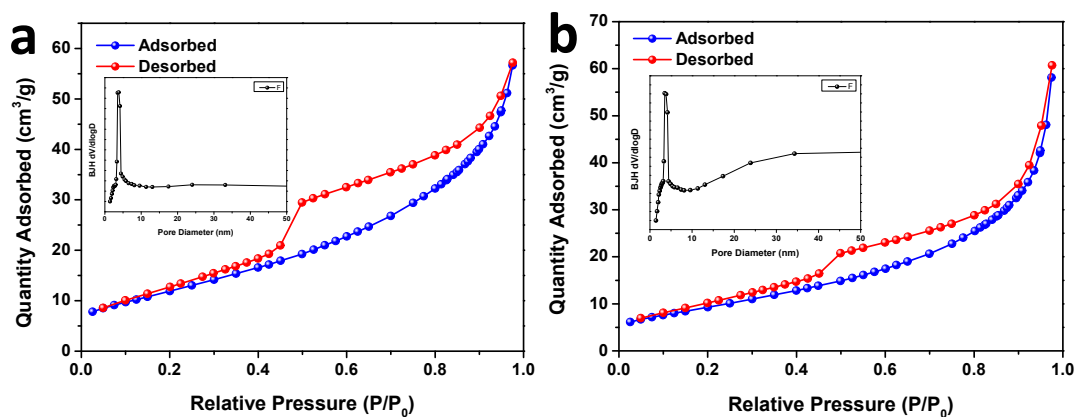 a
Adsorbed
Desorbed
F
BJH dV/dlogD
0 10 20 30 40 50
Pore Diameter (nm)
Quantity Adsorbed (cm³/g)
60
50
40
30
20
10
0
0.0 0.2 0.4 0.6 0.8 1.0
Relative Pressure (P/P₀)
b
Adsorbed
Desorbed
F
BJH dV/dlogD
0 10 20 30 40 50
Pore Diameter (nm)
Quantity Adsorbed (cm³/g)
70
60
50
40
30
20
10
0
0.0 0.2 0.4 0.6 0.8 1.0
Relative Pressure (P/P₀)